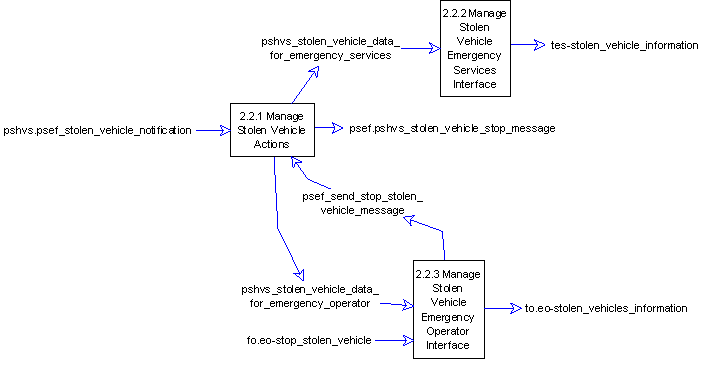 2.2.2 Manage
Stolen
Vehicle
Emergency
Services
Interface
pshvs_stolen_vehicle_data_
for_emergency_services
tes-stolen_vehicle_information
2.2.1 Manage
Stolen Vehicle
Actions
pshvs.psef_stolen_vehicle_notification
psef.pshvs_stolen_vehicle_stop_message
psef_send_stop_stolen_
vehicle_message
2.2.3 Manage
Stolen
Vehicle
Emergency
Operator
Interface
pshvs_stolen_vehicle_data_
for_emergency_operator
to.eo-stolen_vehicles_information
fo.eo-stop_stolen_vehicle